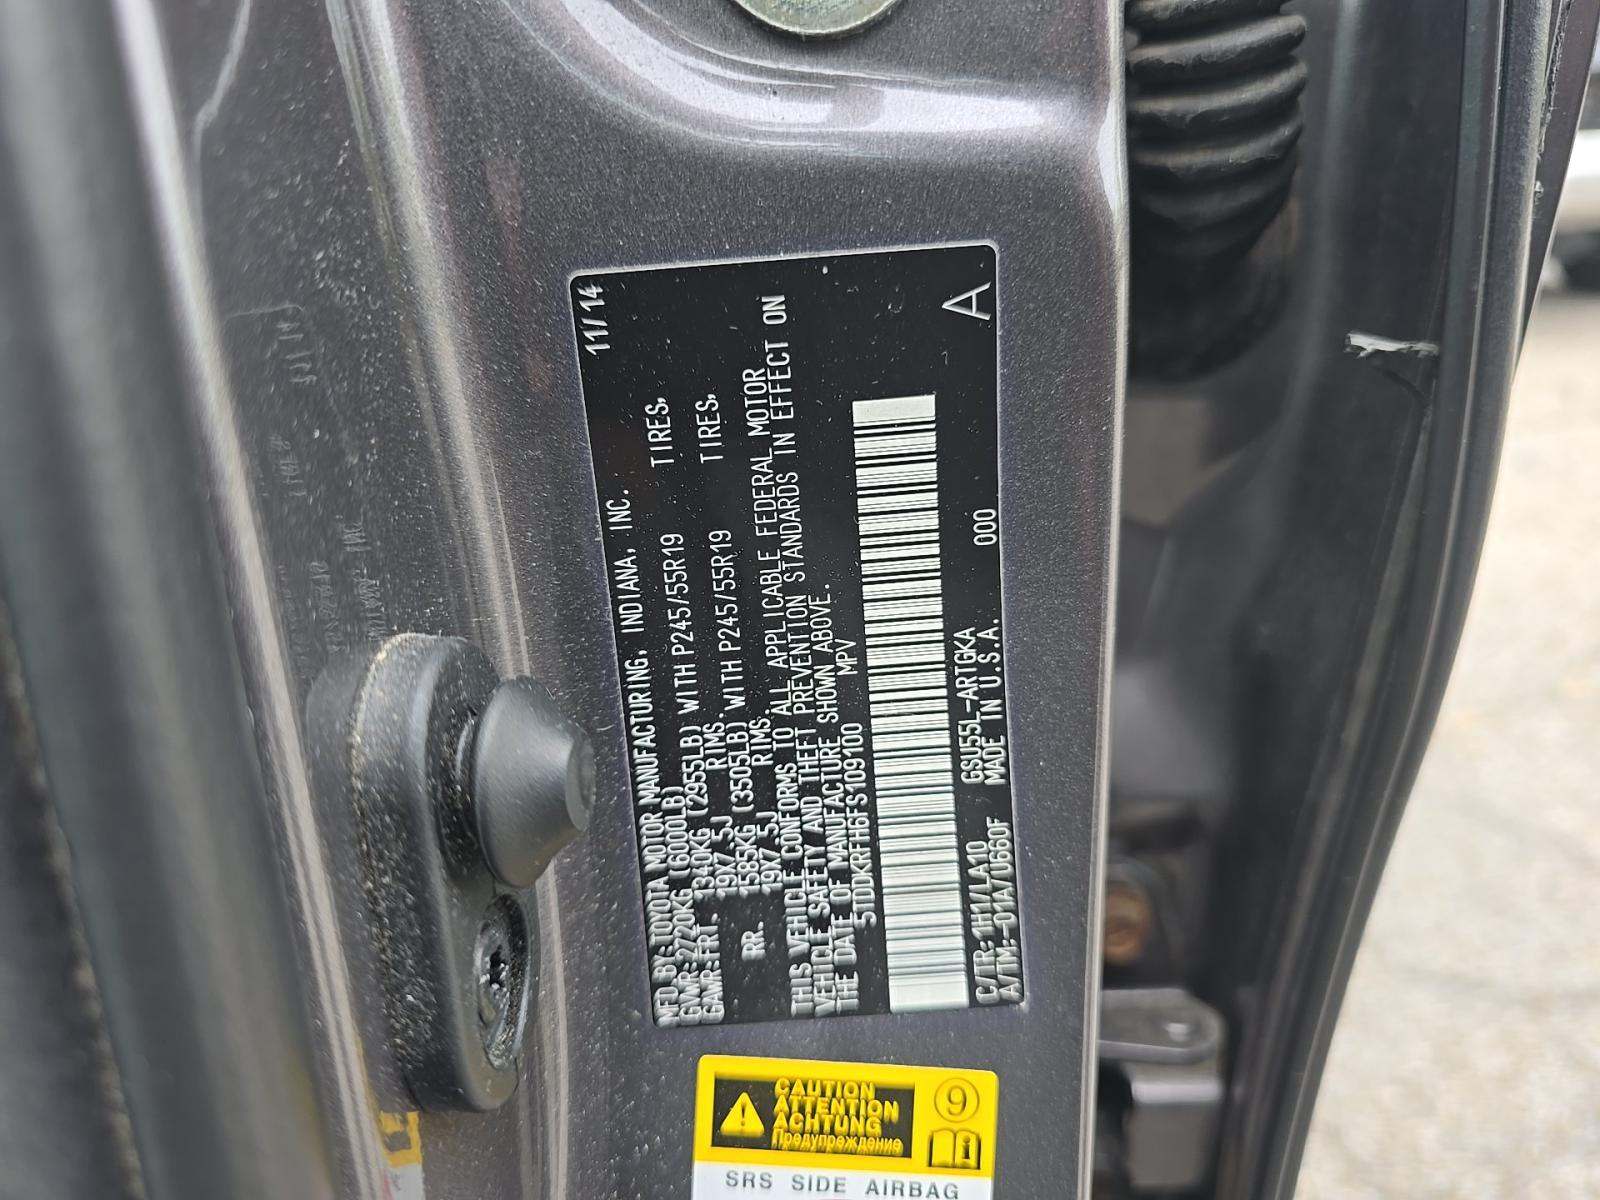 11/14
MFD.BY:TOYOTA MOTOR MANUFACTURING, INDIANA, INC.
GVWR:2720KG (6000LB)
GAWR:FRT- 1340KG (2955LB) WITH P245/55R19 TIRES,
19X7.5J RIMS.
RR. 1585KG (3505LB) WITH P245/55R19 TIRES,
19X7.5J RIMS.
THIS VEHICLE CONFORMS TO ALL APPLICABLE FEDERAL MOTOR
VEHICLE SAFETY AND THEFT PREVENTION STANDARDS IN EFFECT ON
THE DATE OF MANUFACTURE SHOWN ABOVE.
5TDDKRFH6FS109100 MPV
C/TR:1H1/LA10 GSU55L-ARTGKA 000
A/TM:-01A/U660F MADE IN U.S.A. A
CAUTION
ATTENTION
ACHTUNG
Предупреждение
9
SRS SIDE AIRBAG